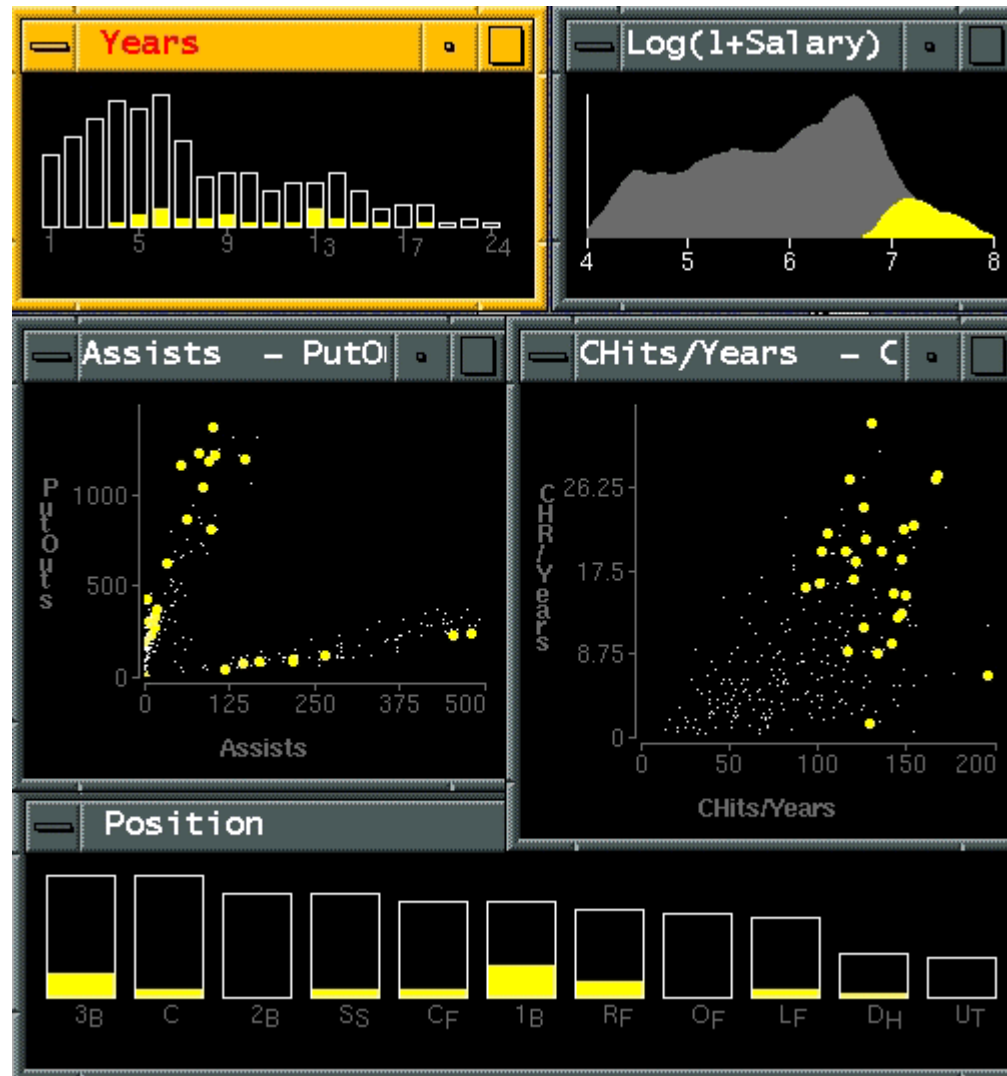 Years
1 5 9 13 17 24
Log(1+Salary)
4 5 6 7 8
Assists - PutO
PutOuts
1000
500
0
0 125 250 375 500
Assists
CHits/Years - C
CHR/Years
26.25
17.5
8.75
0
0 50 100 150 200
CHits/Years
Position
3B C 2B SS CF 1B RF OF LF DH UT